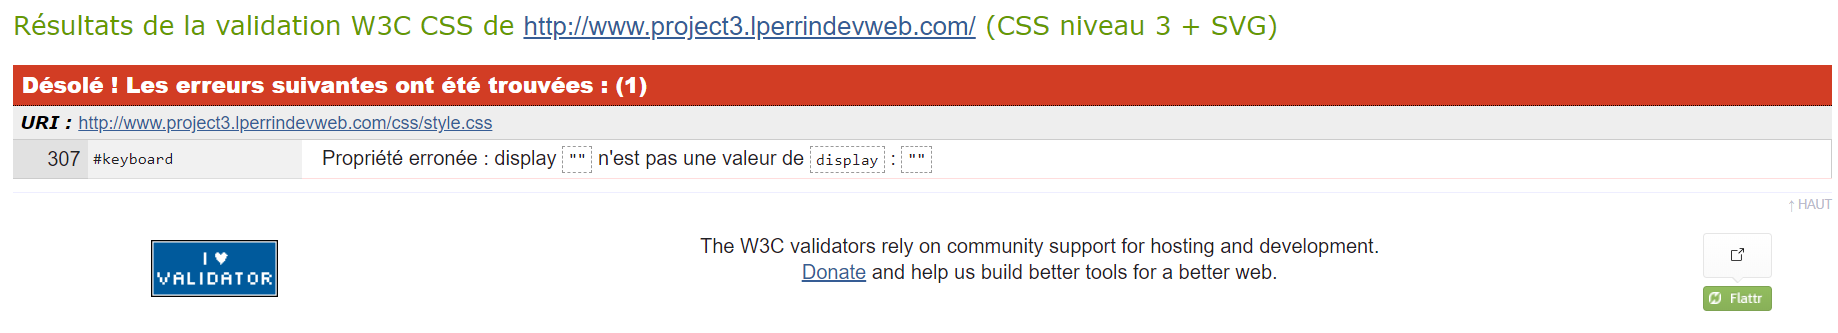 Résultats de la validation W3C CSS de http://www.project3.lperrindevweb.com/ (CSS niveau 3 + SVG)
Désolé ! Les erreurs suivantes ont été trouvées : (1)
URI : http://www.project3.lperrindevweb.com/css/style.css
307 #keyboard Propriété erronée : display "" n'est pas une valeur de display : ""
↑ HAUT
I ♥
VALIDATOR
The W3C validators rely on community support for hosting and development.
Donate and help us build better tools for a better web.
Flattr